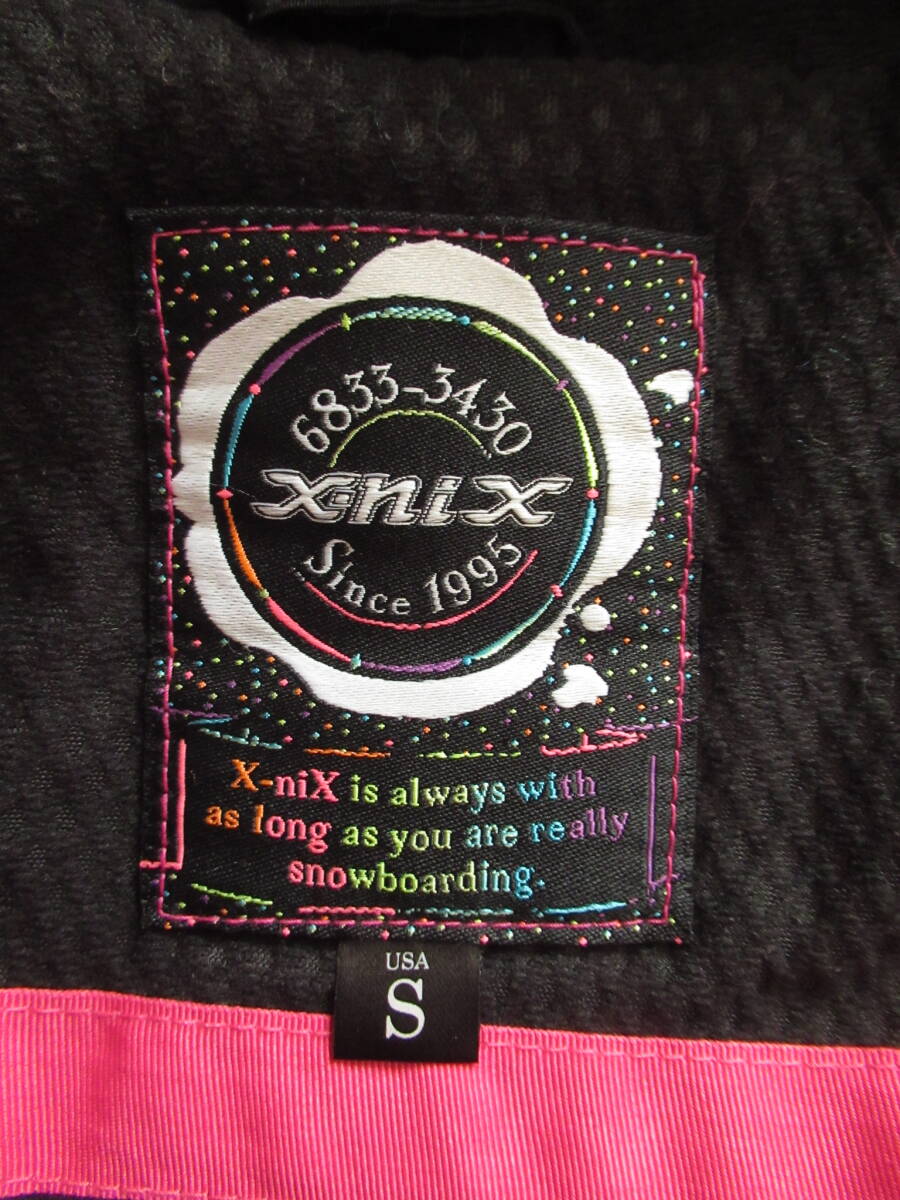 6833-3430
X-niX
Since 1995
X-niX is always with
as long as you are really
snowboarding.
USA
S